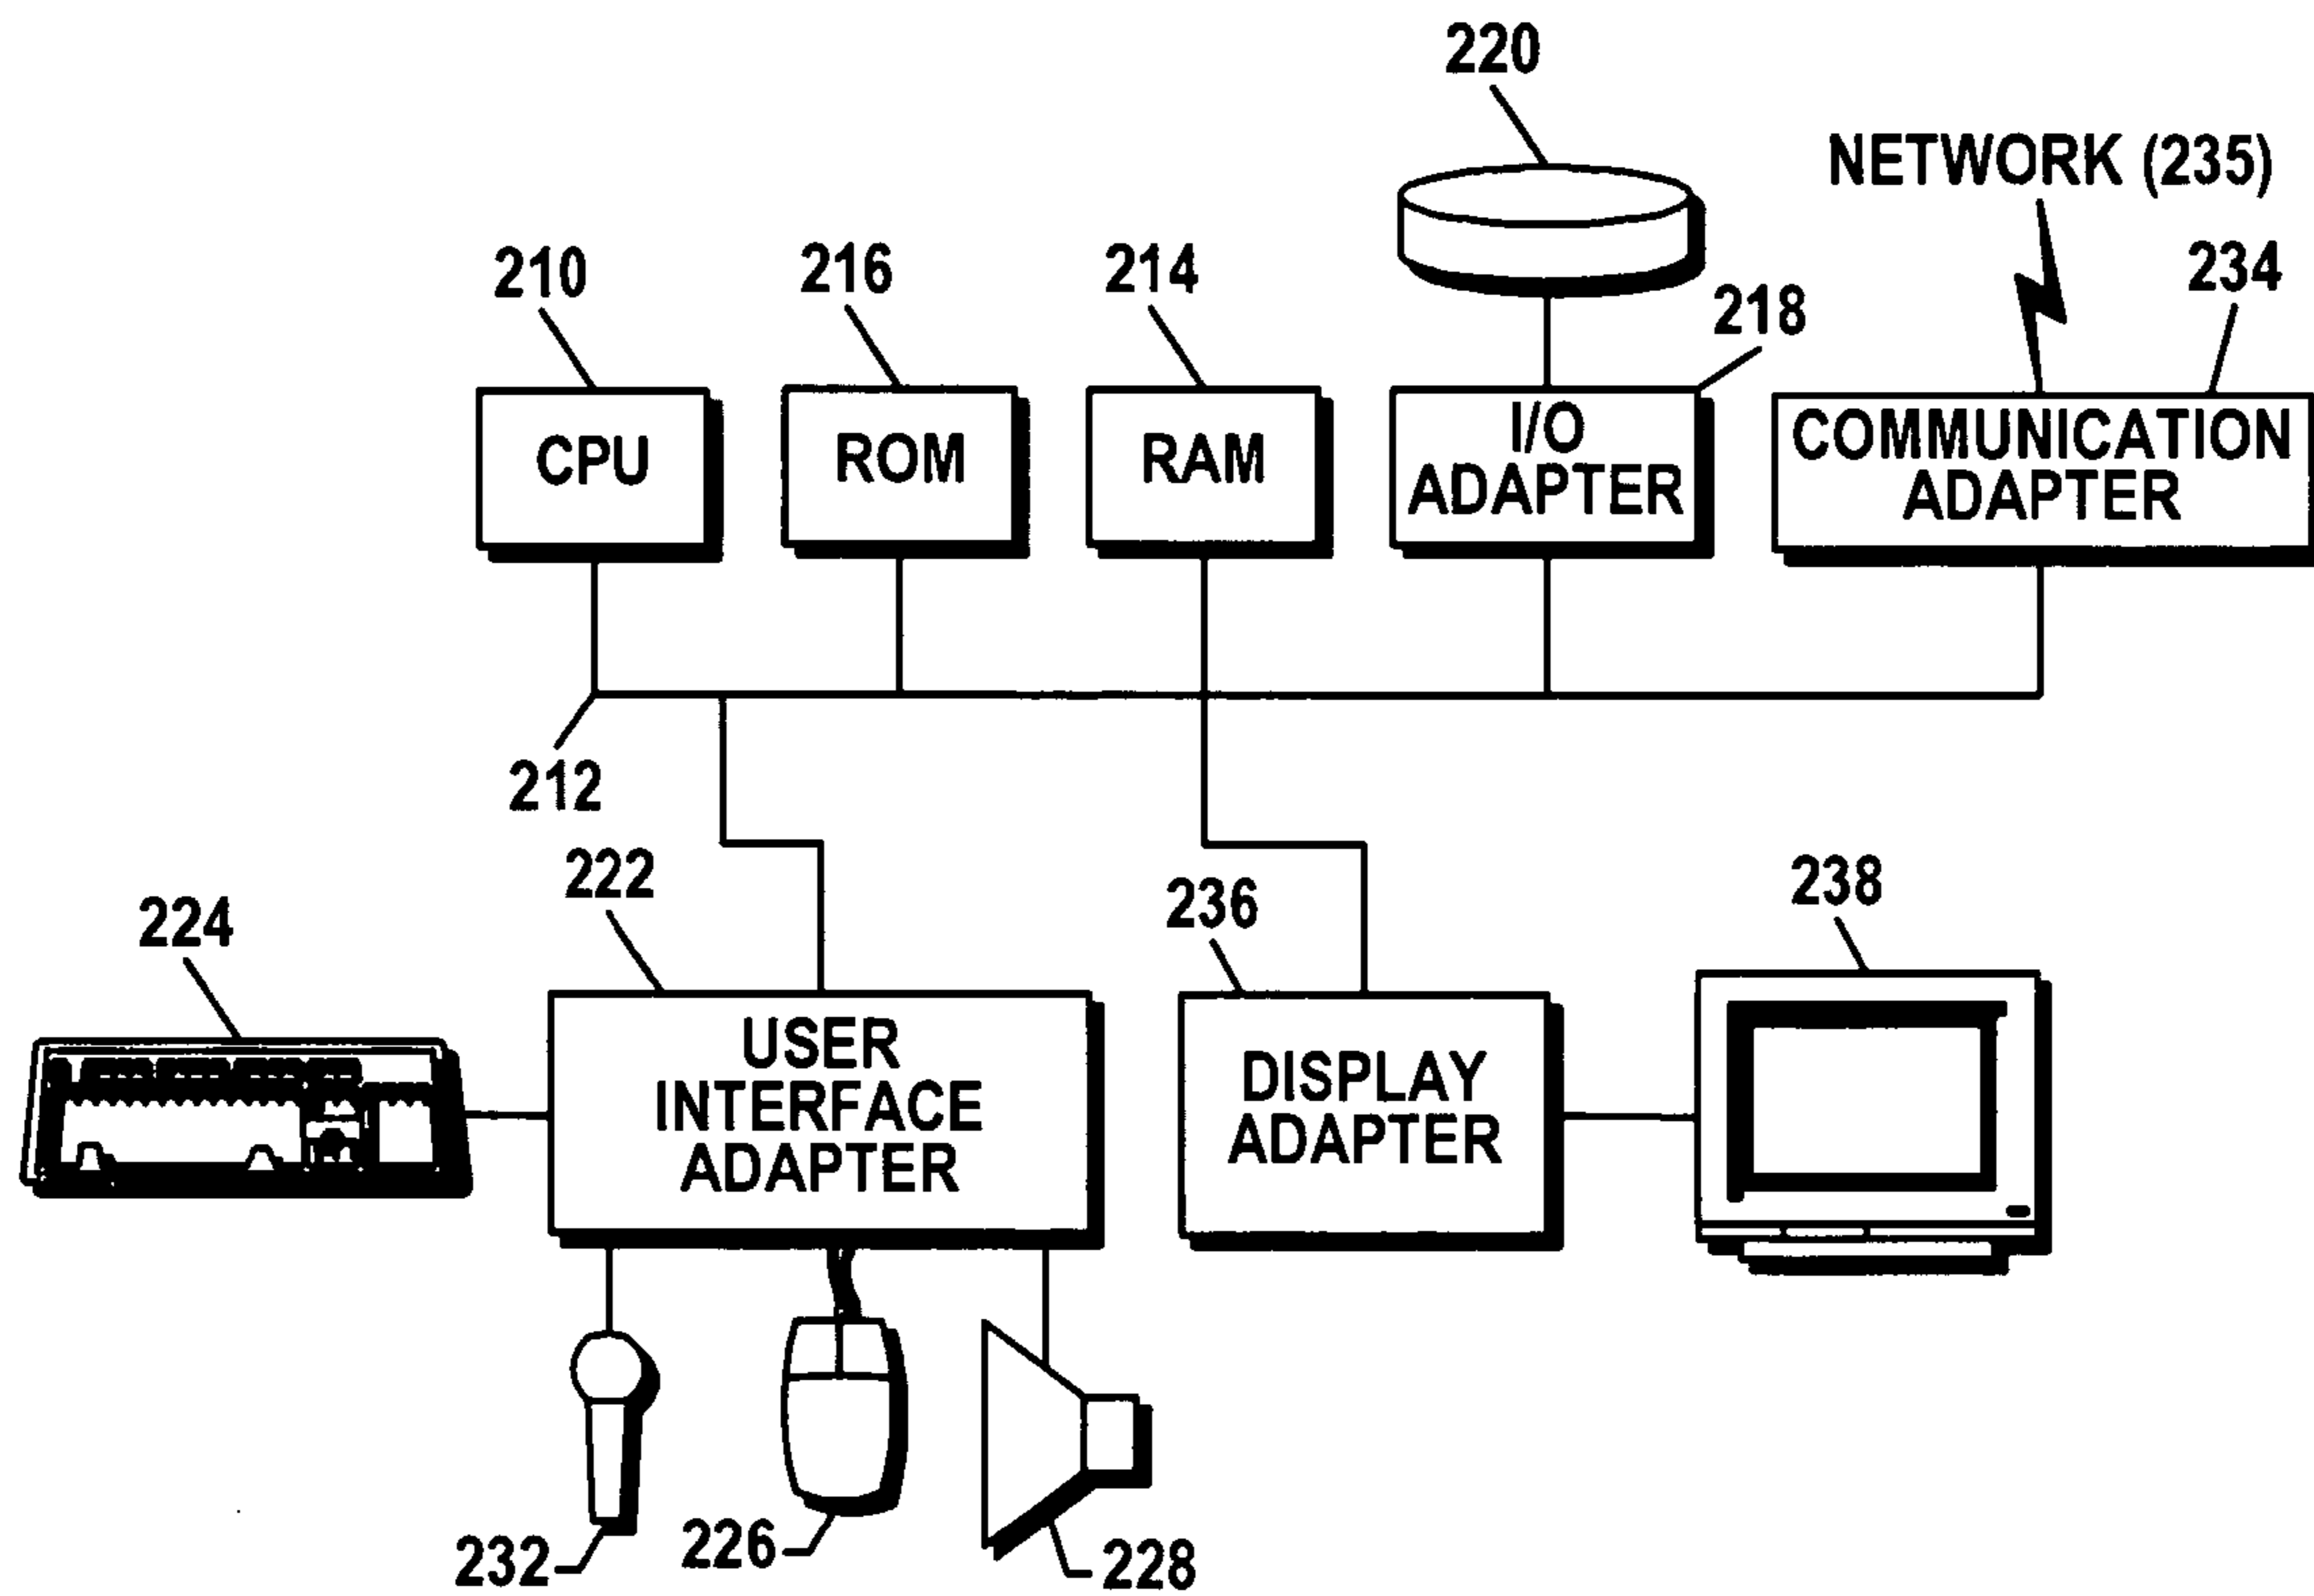 220
NETWORK (235)
210
216
214
218
234
CPU
ROM
RAM
I/O
ADAPTER
COMMUNICATION
ADAPTER
212
222
224
236
238
USER
INTERFACE
ADAPTER
DISPLAY
ADAPTER
232
226
228